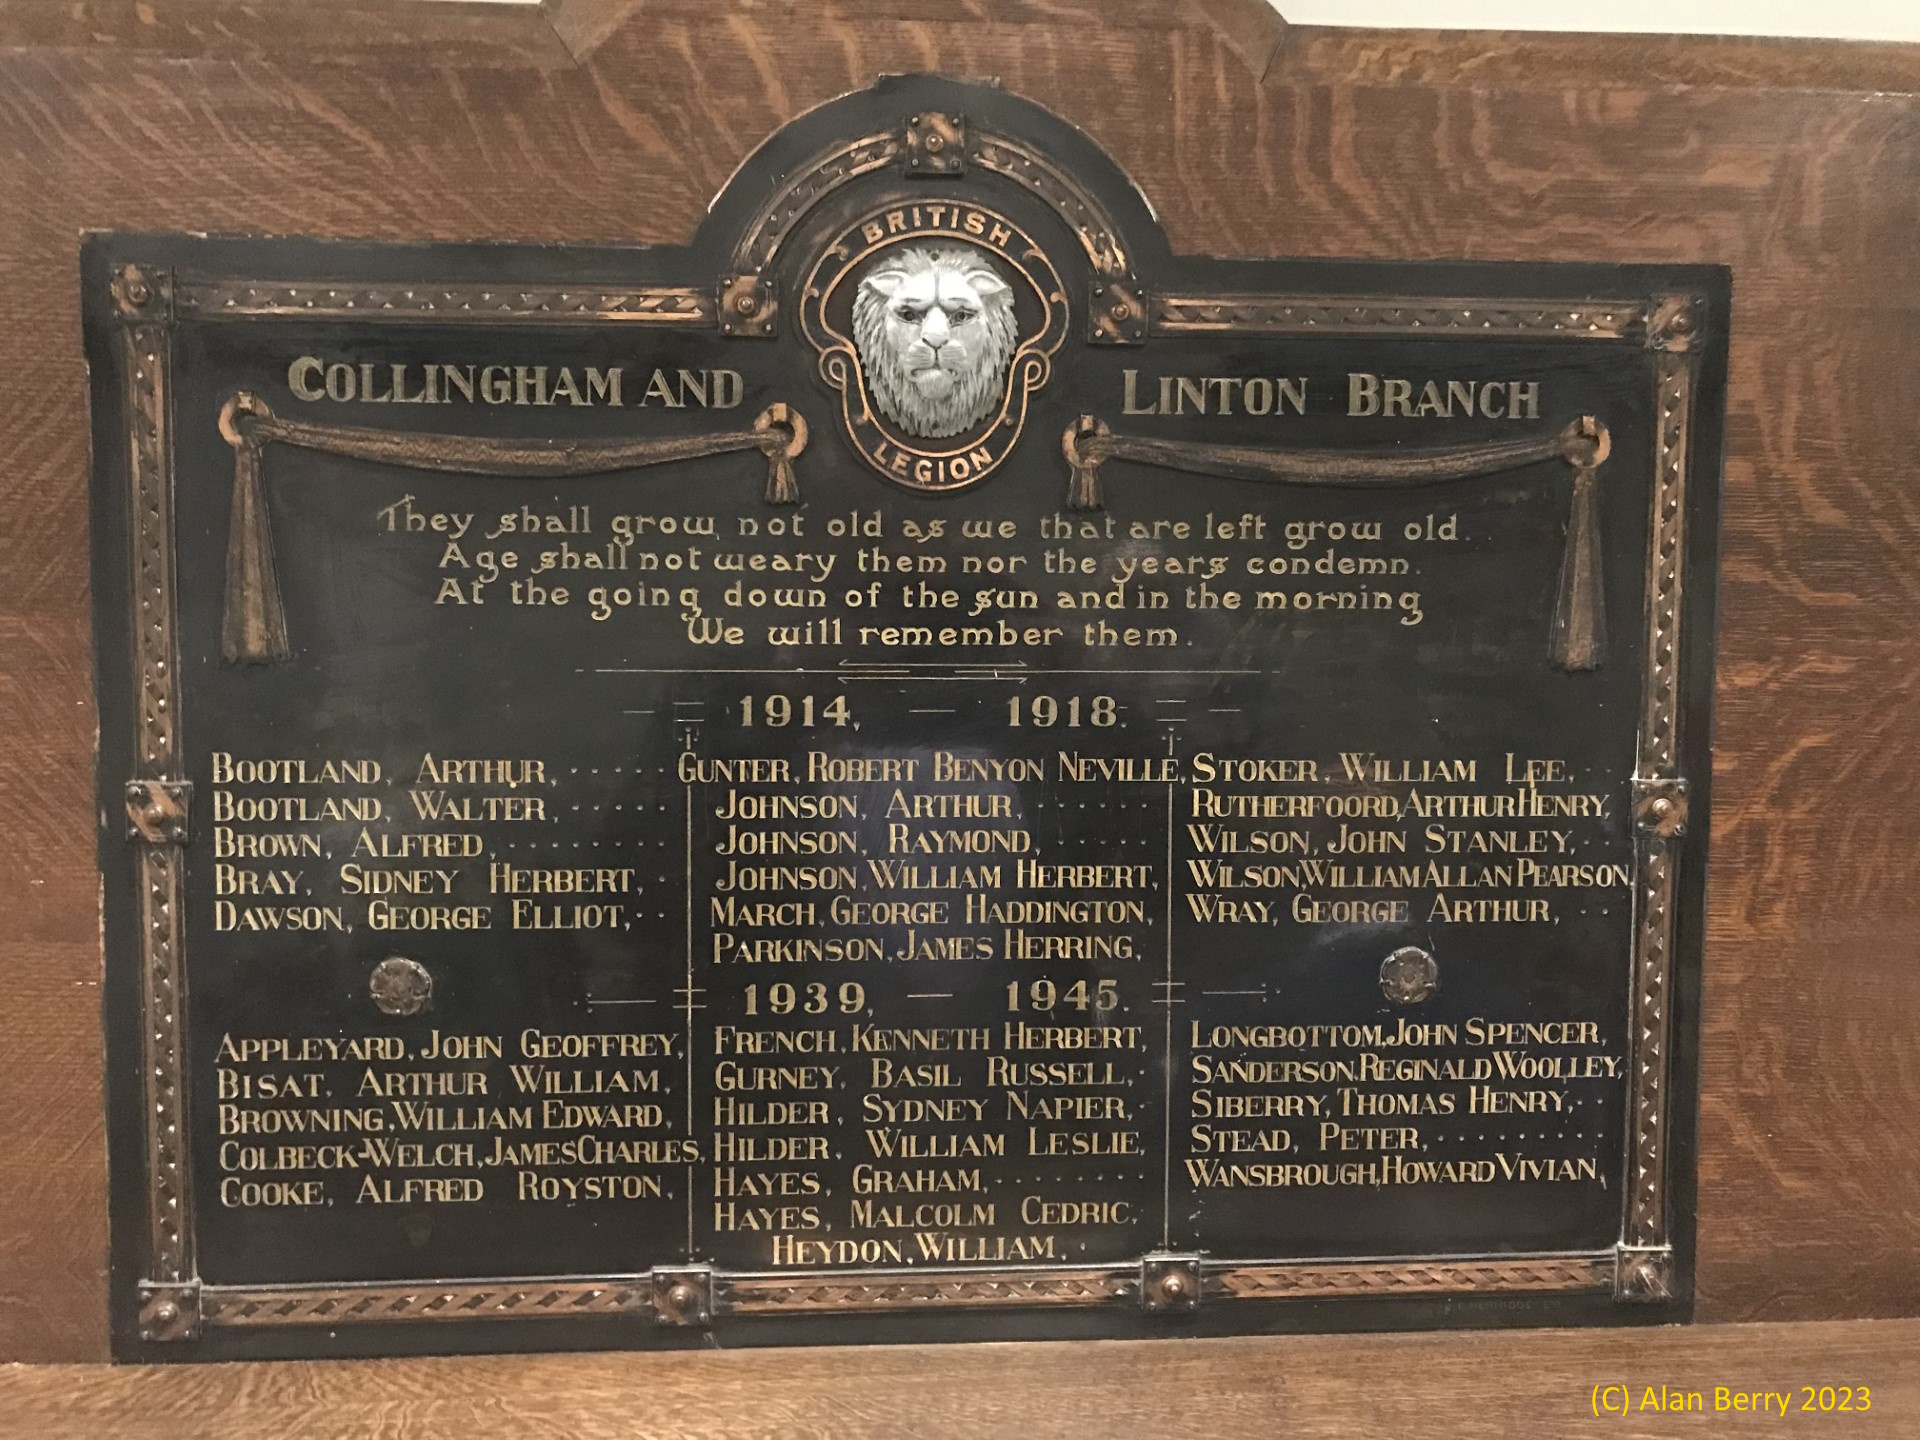 BRITISH
LEGION
COLLINGHAM AND LINTON BRANCH
They shall grow not old as we that are left grow old.
Age shall not weary them nor the years condemn.
At the going down of the sun and in the morning
We will remember them.
1914, — 1918.
BOOTLAND, ARTHUR,
BOOTLAND, WALTER
BROWN, ALFRED,
BRAY, SIDNEY HERBERT,
DAWSON, GEORGE ELLIOT,
GUNTER, ROBERT BENYON NEVILLE,
JOHNSON, ARTHUR,
JOHNSON, RAYMOND,
JOHNSON, WILLIAM HERBERT,
MARCH, GEORGE HADDINGTON,
PARKINSON, JAMES HERRING,
STOKER, WILLIAM LEE,
RUTHERFOORD, ARTHUR HENRY,
WILSON, JOHN STANLEY,
WILSON, WILLIAM ALLAN PEARSON,
WRAY, GEORGE ARTHUR,
1939, — 1945.
APPLEYARD, JOHN GEOFFREY,
BISAT, ARTHUR WILLIAM,
BROWNING, WILLIAM EDWARD,
COLBECK-WELCH, JAMES CHARLES,
COOKE, ALFRED ROYSTON,
FRENCH, KENNETH HERBERT,
GURNEY, BASIL RUSSELL,
HILDER, SYDNEY NAPIER,
HILDER, WILLIAM LESLIE,
HAYES, GRAHAM,
HAYES, MALCOLM CEDRIC,
HEYDON, WILLIAM,
LONGBOTTOM, JOHN SPENCER,
SANDERSON, REGINALD WOOLLEY,
SIBERRY, THOMAS HENRY,
STEAD, PETER,
WANSBROUGH, HOWARD VIVIAN,
(C) Alan Berry 2023